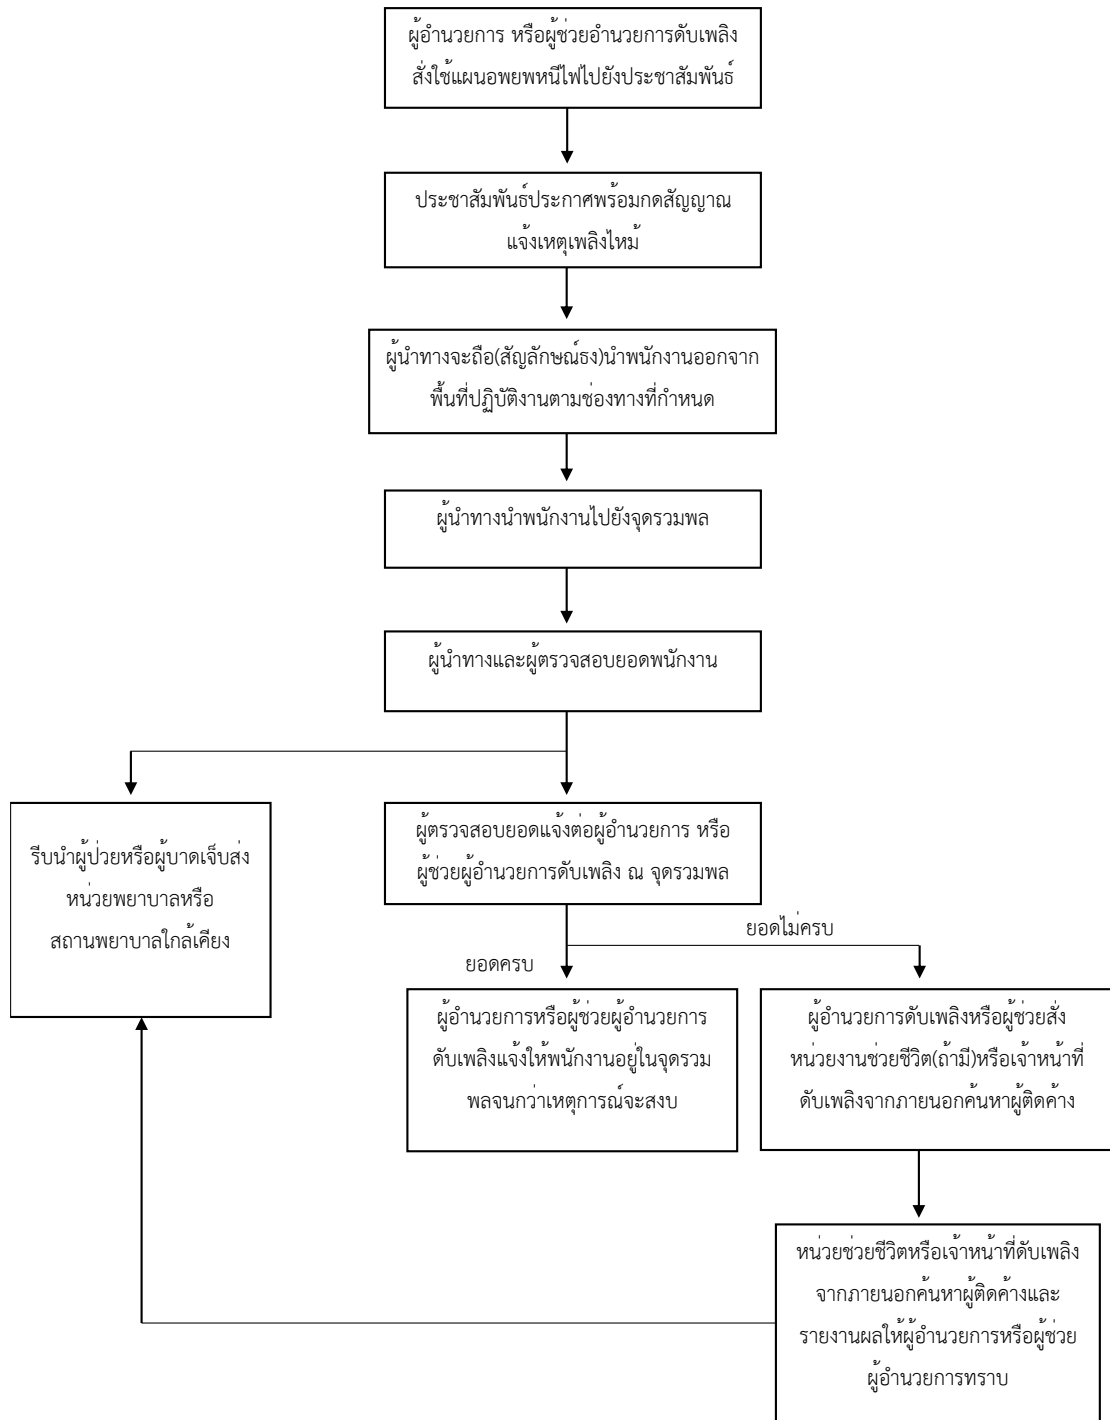 ผู้อำนวยการ หรือผู้ช่วยอำนวยการดับเพลิง
สั่งใช้แผนอพยพหนีไฟไปยังประชาสัมพันธ์
ประชาสัมพันธ์ประกาศพร้อมกดสัญญาณ
แจ้งเหตุเพลิงไหม้
ผู้นำทางจะถือ(สัญลักษณ์ธง)นำพนักงานออกจาก
พื้นที่ปฏิบัติงานตามช่องทางที่กำหนด
ผู้นำทางนำพนักงานไปยังจุดรวมพล
ผู้นำทางและผู้ตรวจสอบยอดพนักงาน
รีบนำผู้ป่วยหรือผู้บาดเจ็บส่ง
หน่วยพยาบาลหรือ
สถานพยาบาลใกล้เคียง
ผู้ตรวจสอบยอดแจ้งต่อผู้อำนวยการ หรือ
ผู้ช่วยผู้อำนวยการดับเพลิง ณ จุดรวมพล
ยอดไม่ครบ
ยอดครบ
ผู้อำนวยการหรือผู้ช่วยผู้อำนวยการ
ดับเพลิงแจ้งให้พนักงานอยู่ในจุดรวม
พลจนกว่าเหตุการณ์จะสงบ
ผู้อำนวยการดับเพลิงหรือผู้ช่วยสั่ง
หน่วยงานช่วยชีวิต(ถ้ามี)หรือเจ้าหน้าที่
ดับเพลิงจากภายนอกค้นหาผู้ติดค้าง
หน่วยช่วยชีวิตหรือเจ้าหน้าที่ดับเพลิง
จากภายนอกค้นหาผู้ติดค้างและ
รายงานผลให้ผู้อำนวยการหรือผู้ช่วย
ผู้อำนวยการทราบ